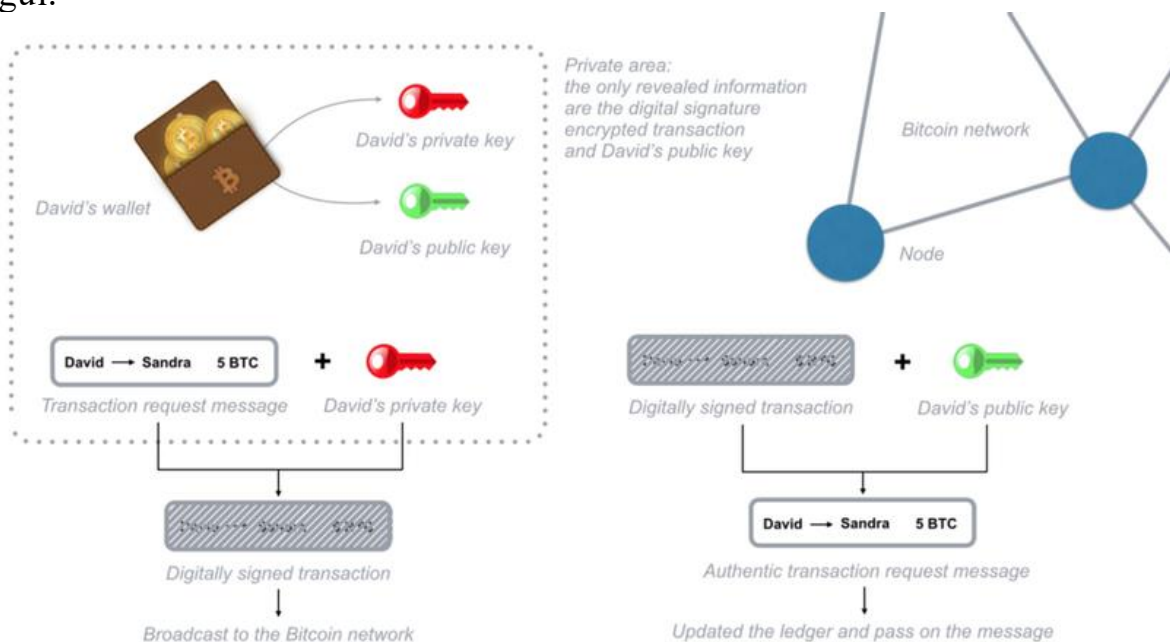 David's private key
David's wallet
David's public key
David → Sandra 5 BTC
+
Transaction request message
David's private key
Digitally signed transaction
Broadcast to the Bitcoin network
Private area:
the only revealed information
are the digital signature
encrypted transaction
and David's public key
Bitcoin network
Node
+
Digitally signed transaction
David's public key
David → Sandra 5 BTC
Authentic transaction request message
Updated the ledger and pass on the message